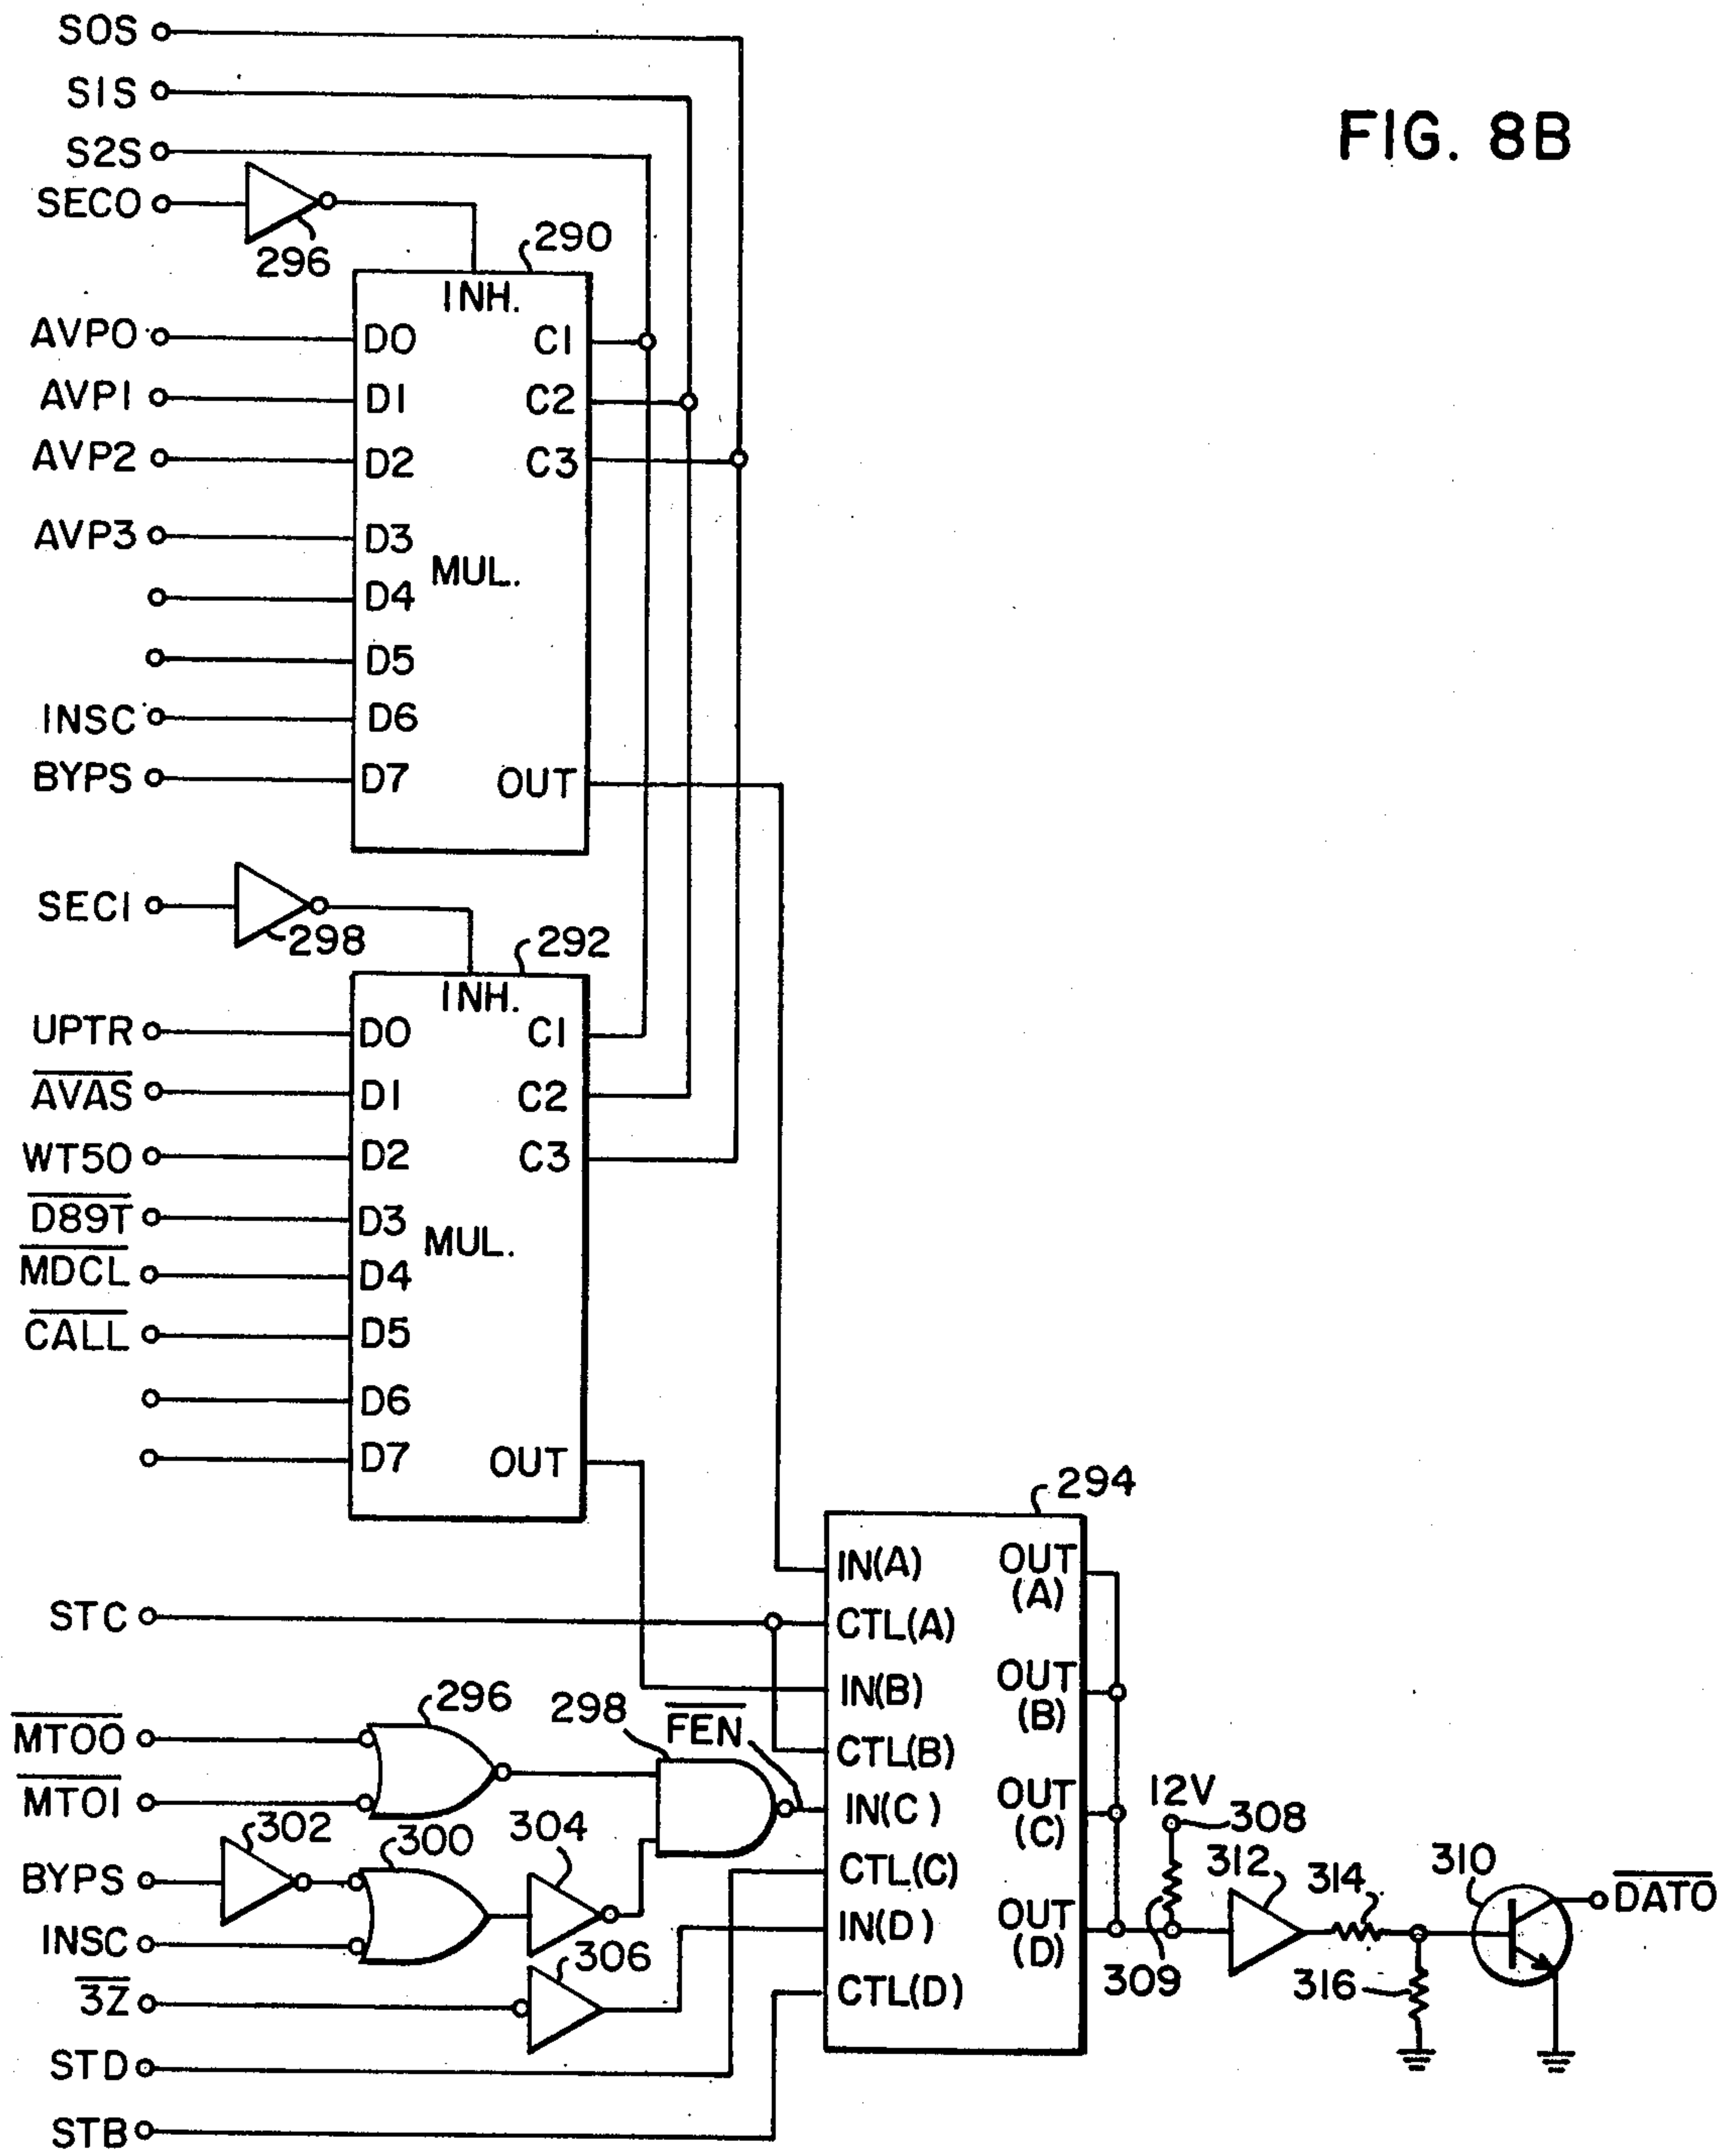 FIG. 8B
SOS
SIS
S2S
SECO
296
290
INH.
AVPO
D0
C1
AVP1
D1
C2
AVP2
D2
C3
AVP3
D3
MUL.
D4
D5
INSC
D6
BYPS
D7
OUT
SEC1
298
292
INH.
UPTR
D0
C1
AVAS
D1
C2
WT50
D2
C3
D89T
D3
MUL.
MDCL
D4
CALL
D5
D6
D7
OUT
294
IN(A)
OUT
(A)
STC
CTL(A)
IN(B)
OUT
(B)
MTOO
296
298
FEN
CTL(B)
MTO1
IN(C)
OUT
(C)
12V
308
302
300
304
BYPS
CTL(C)
312
314
310
DATO
INSC
IN(D)
OUT
(D)
306
309
316
3Z
CTL(D)
STD
STB